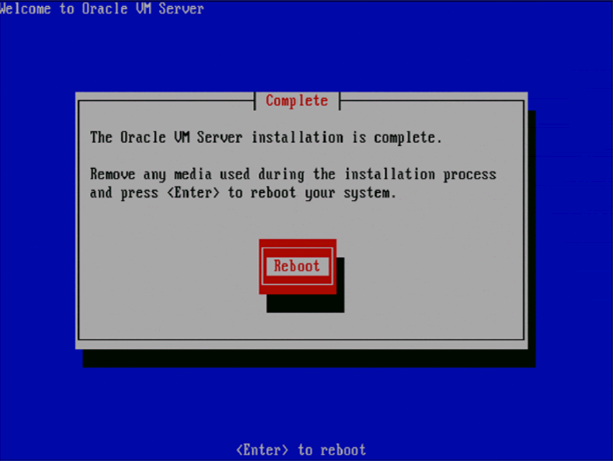 Welcome to Oracle VM Server
Complete
The Oracle VM Server installation is complete.
Remove any media used during the installation process
and press <Enter> to reboot your system.
Reboot
<Enter> to reboot